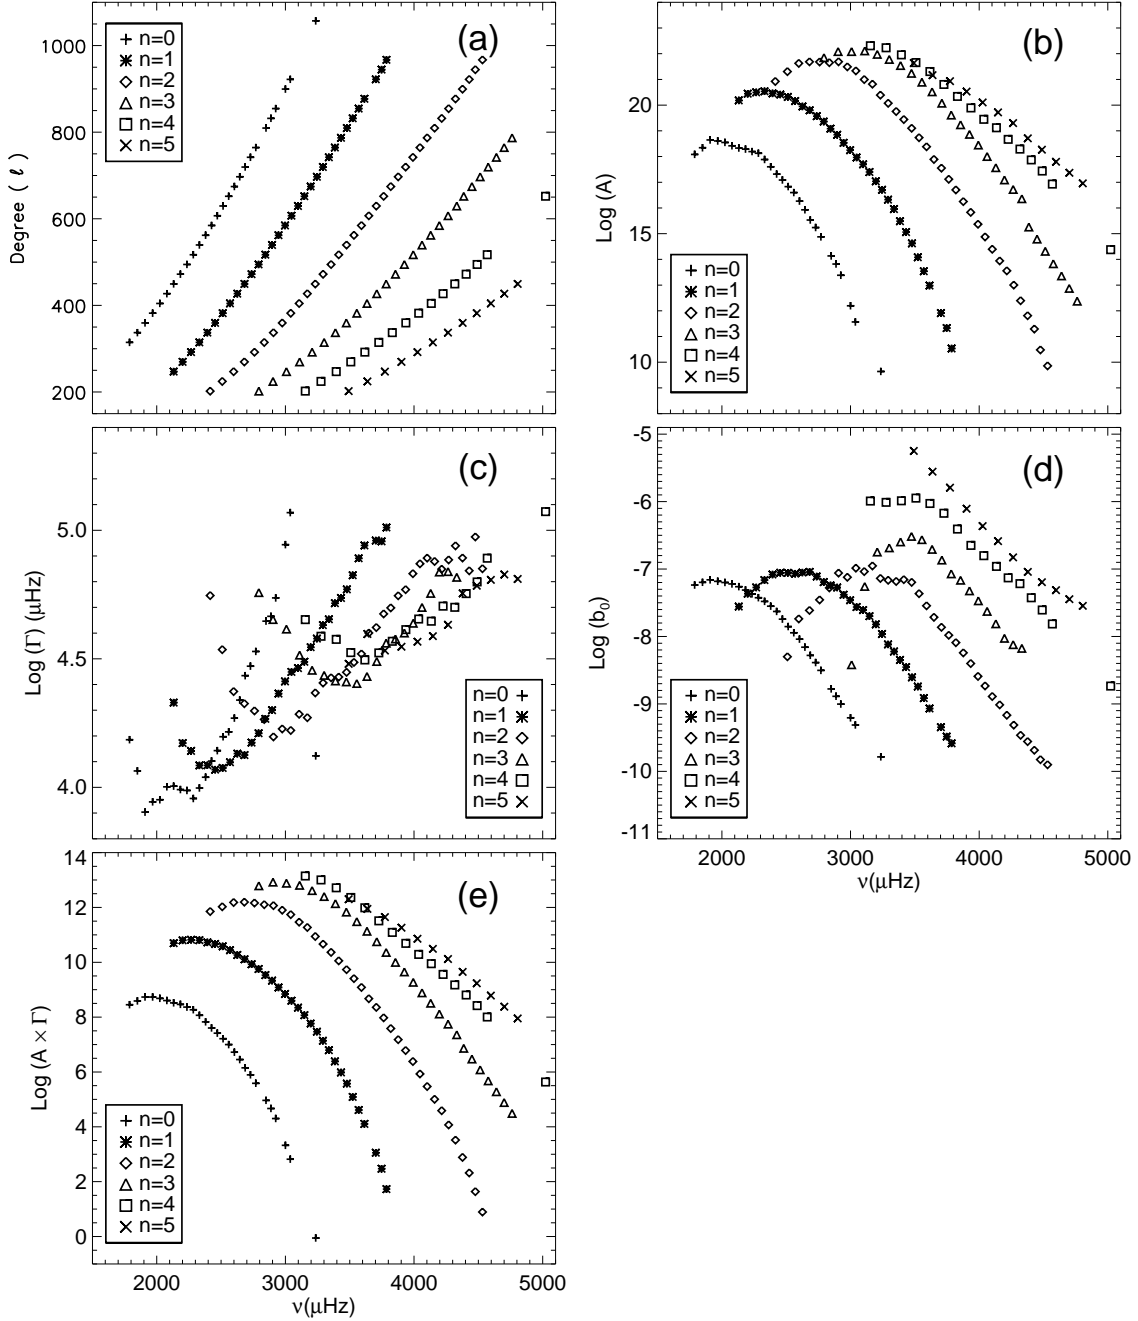 (a)
1000
800
600
400
200
Degree ( ℓ )
n=0
n=1
n=2
n=3
n=4
n=5
(b)
20
15
10
Log (A)
n=0
n=1
n=2
n=3
n=4
n=5
(c)
5.0
4.5
4.0
Log (Γ) (μHz)
n=0
n=1
n=2
n=3
n=4
n=5
(d)
-5
-6
-7
-8
-9
-10
-11
Log (b₀)
n=0
n=1
n=2
n=3
n=4
n=5
2000 3000 4000 5000
ν(μHz)
(e)
14
12
10
8
6
4
2
0
Log (A × Γ)
n=0
n=1
n=2
n=3
n=4
n=5
2000 3000 4000 5000
ν(μHz)